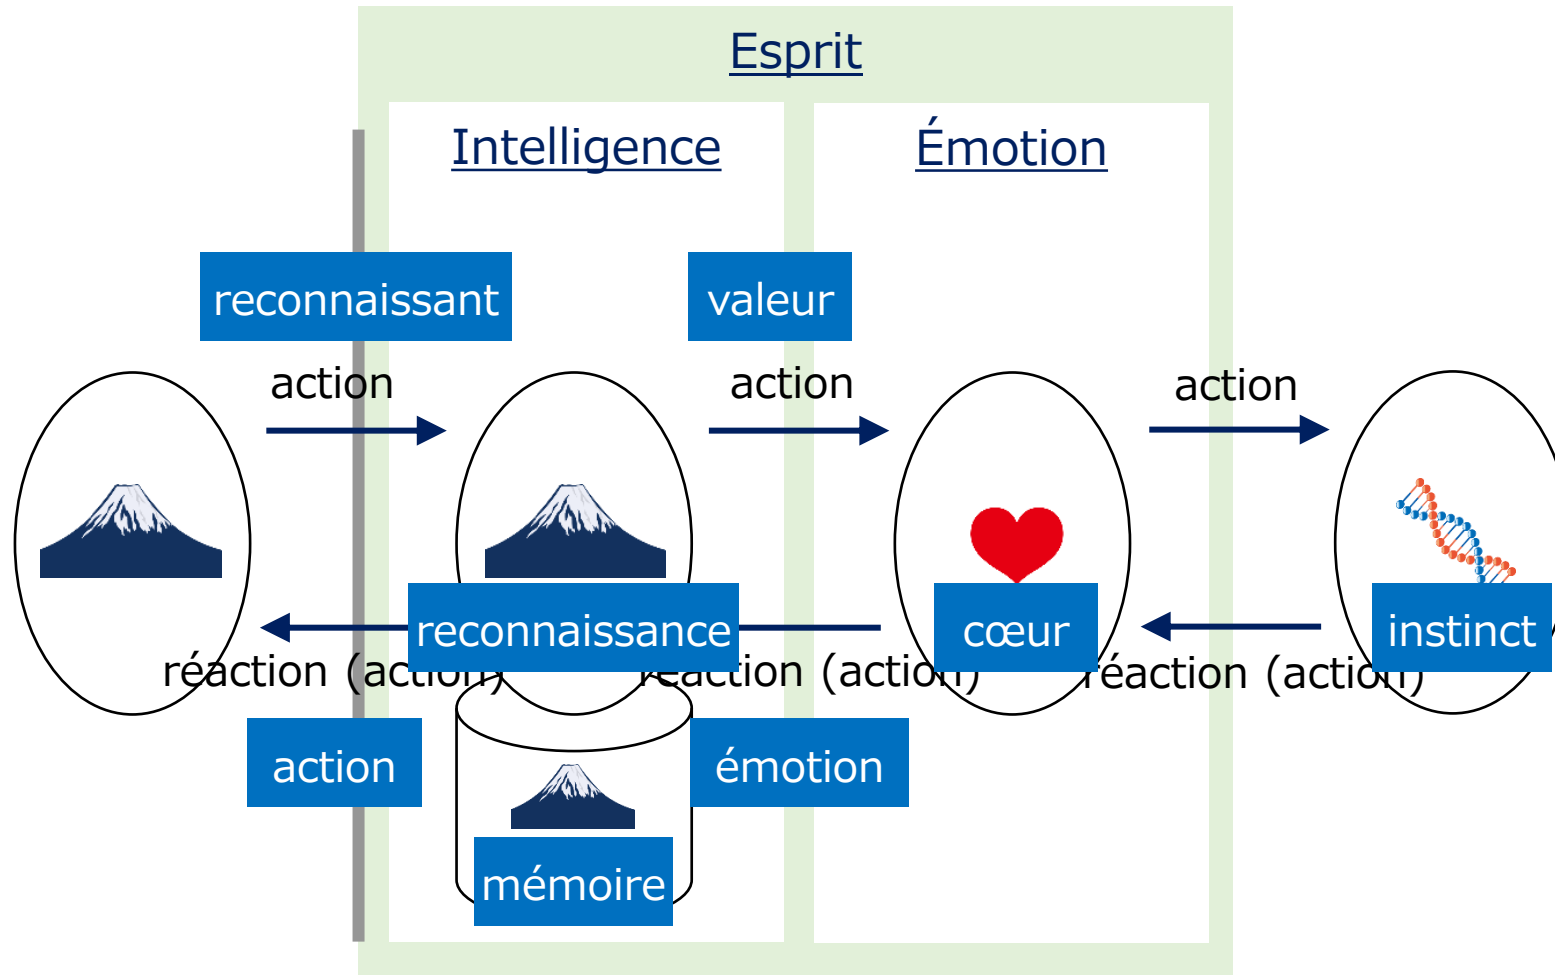 Esprit
Intelligence
Émotion
reconnaissant
valeur
action
action
action
reconnaissance
cœur
instinct
réaction (action)
réaction (action)
réaction (action)
action
émotion
mémoire